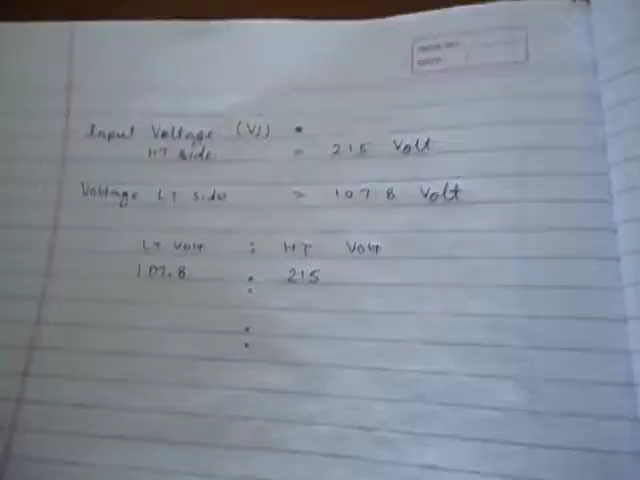 Input Voltage (V1)
HT side = 215 Volt
Voltage LT side = 107.8 Volt
LT Volt : HT Volt
107.8 : 215
: